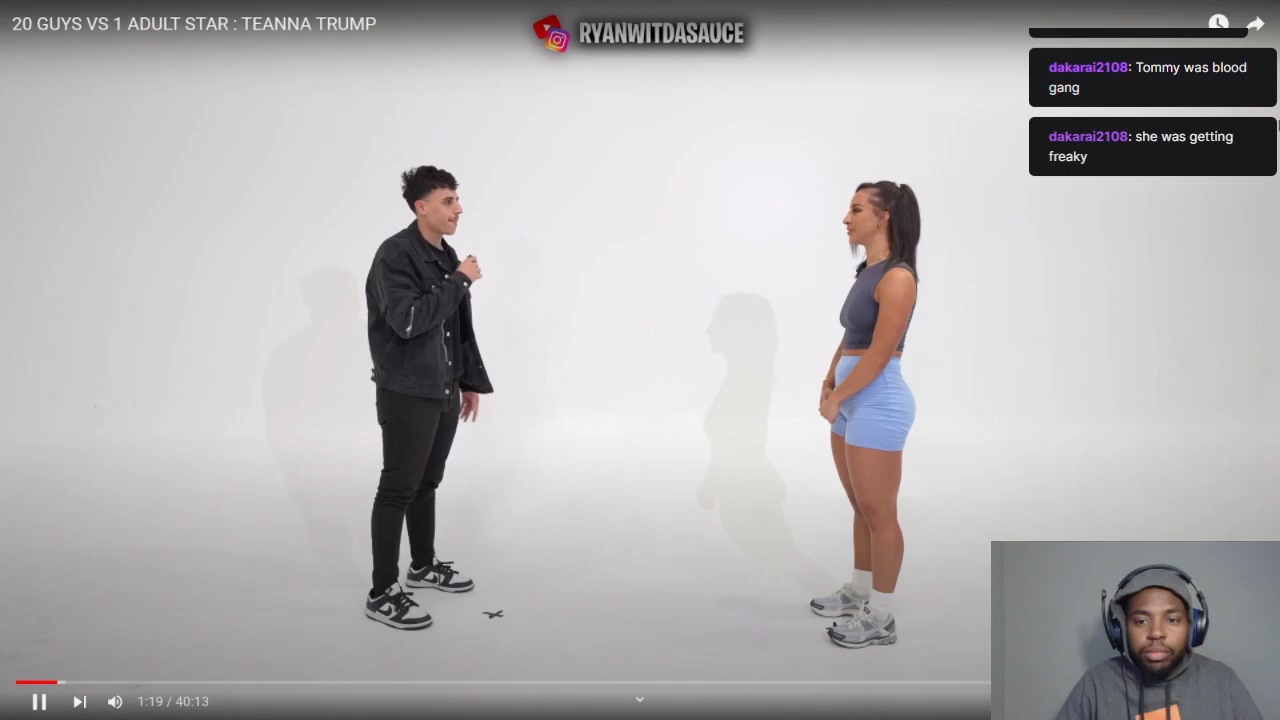 20 GUYS VS 1 ADULT STAR : TEANNA TRUMP
RYANWITDASAUCE
dakarai2108: Tommy was blood
gang
dakarai2108: she was getting
freaky
1:19 / 40:13